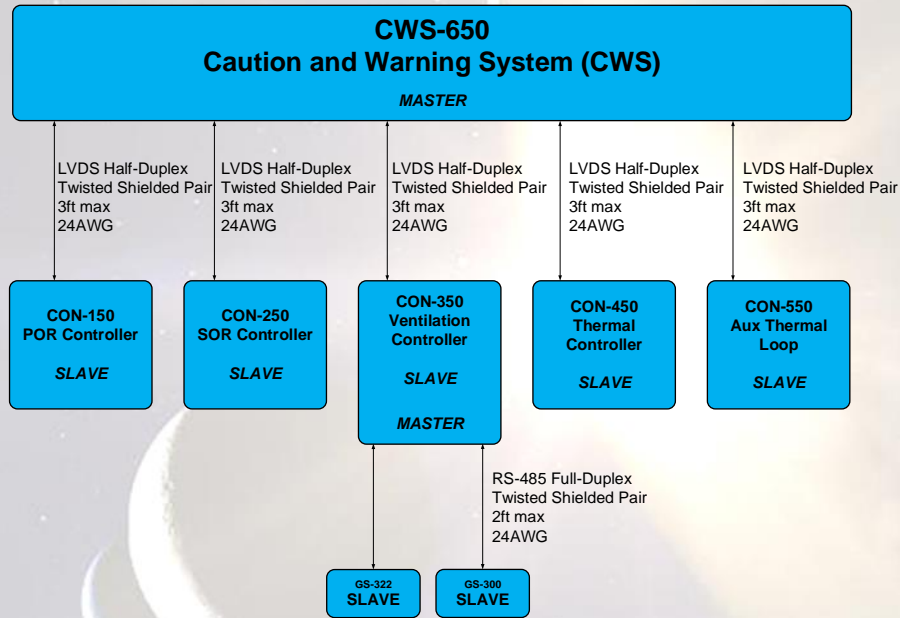 CWS-650
Caution and Warning System (CWS)
MASTER
LVDS Half-Duplex
Twisted Shielded Pair
3ft max
24AWG
LVDS Half-Duplex
Twisted Shielded Pair
3ft max
24AWG
LVDS Half-Duplex
Twisted Shielded Pair
3ft max
24AWG
LVDS Half-Duplex
Twisted Shielded Pair
3ft max
24AWG
LVDS Half-Duplex
Twisted Shielded Pair
3ft max
24AWG
CON-150
POR Controller
SLAVE
CON-250
SOR Controller
SLAVE
CON-350
Ventilation
Controller
SLAVE
MASTER
CON-450
Thermal
Controller
SLAVE
CON-550
Aux Thermal
Loop
SLAVE
RS-485 Full-Duplex
Twisted Shielded Pair
2ft max
24AWG
GS-322
SLAVE
GS-300
SLAVE